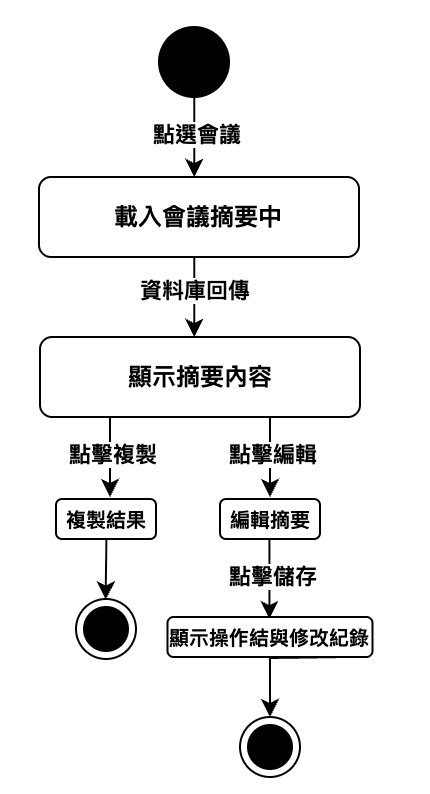 點選會議
載入會議摘要中
資料庫回傳
顯示摘要內容
點擊複製
點擊編輯
複製結果
編輯摘要
點擊儲存
顯示操作結與修改紀錄